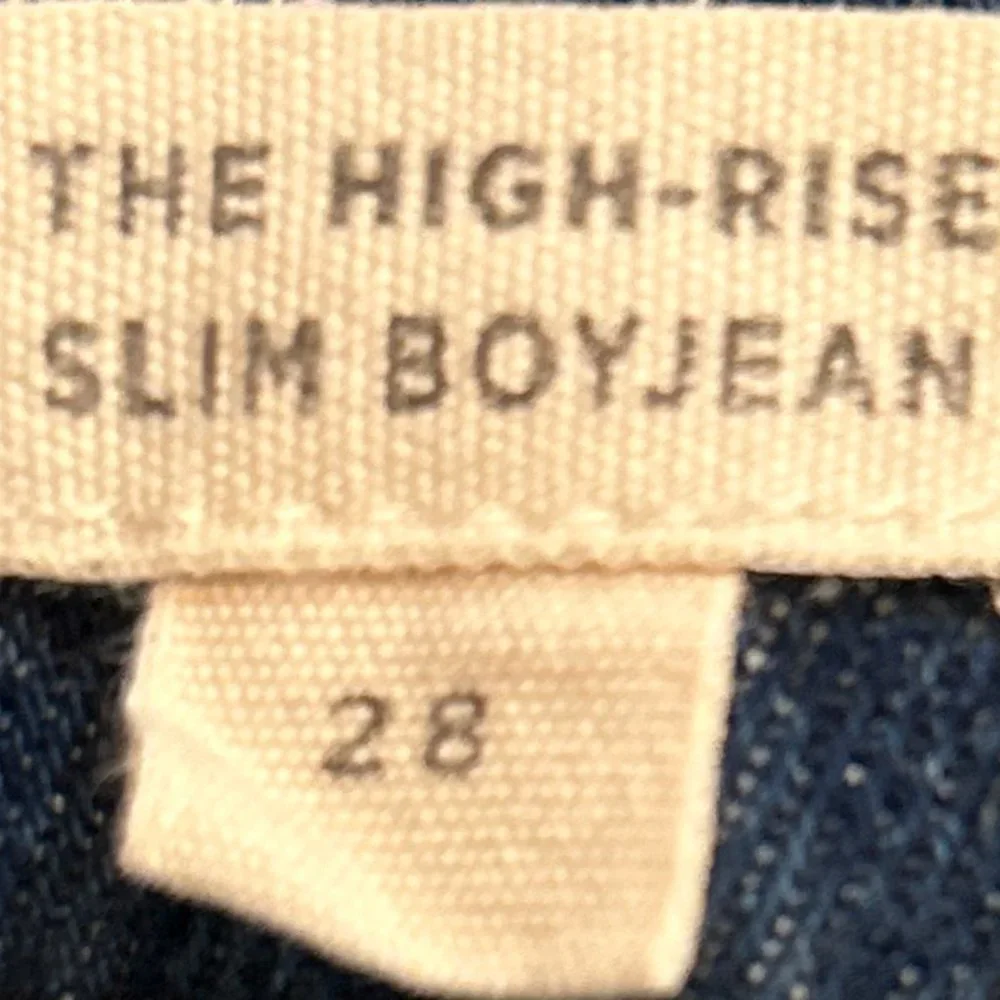 THE HIGH-RISE
SLIM BOYJEAN
28